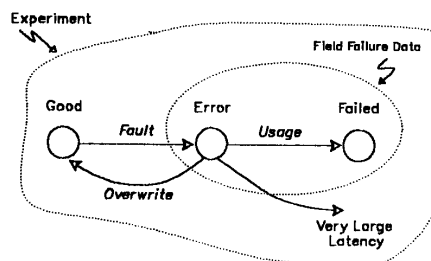 Experiment
Field Failure Data
Good
Error
Failed
Fault
Usage
Overwrite
Very Large
Latency